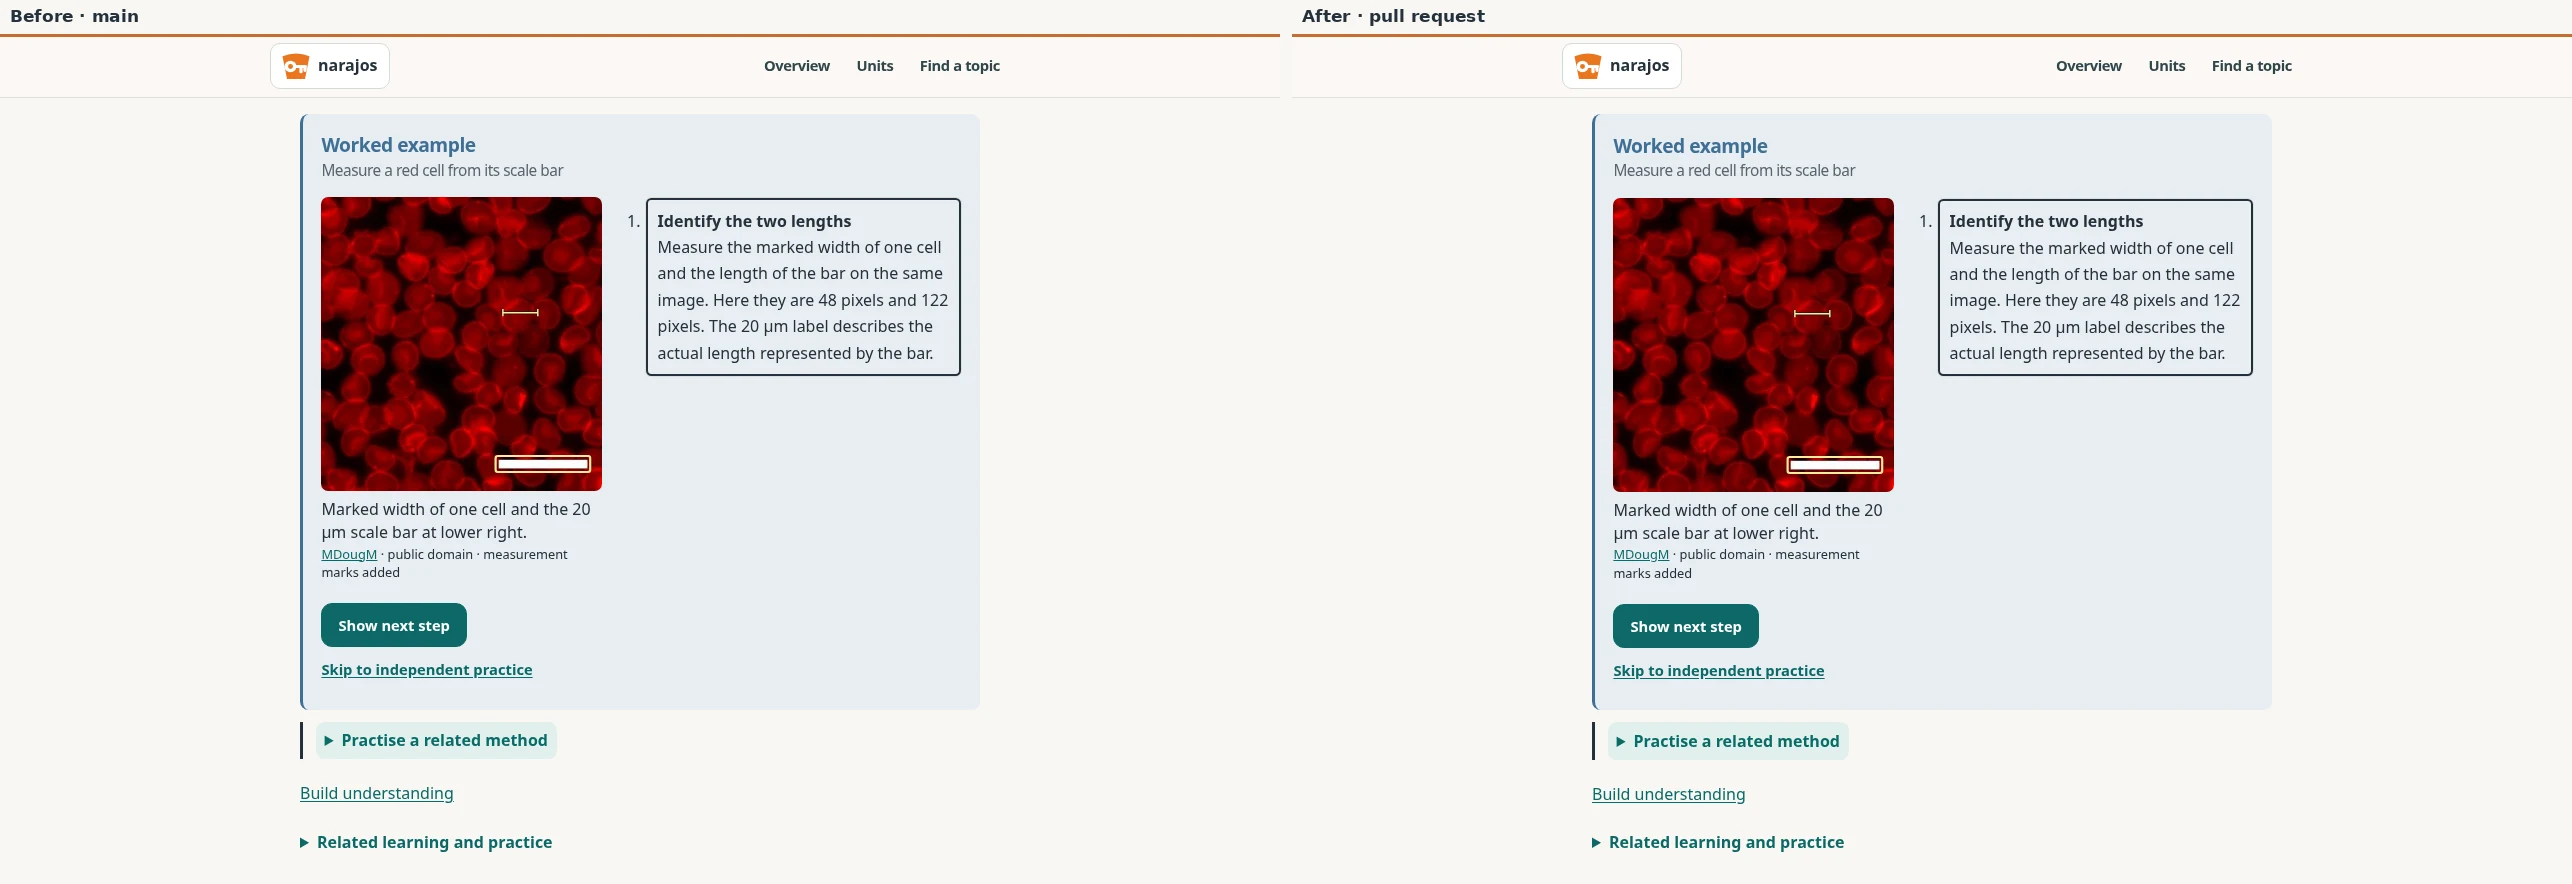 Before · main
narajos
Overview Units Find a topic
Worked example
Measure a red cell from its scale bar
1. Identify the two lengths
Measure the marked width of one cell
and the length of the bar on the same
image. Here they are 48 pixels and 122
pixels. The 20 µm label describes the
actual length represented by the bar.
Marked width of one cell and the 20
µm scale bar at lower right.
MDougM · public domain · measurement
marks added
Show next step
Skip to independent practice
Practise a related method
Build understanding
Related learning and practice
After · pull request
narajos
Overview Units Find a topic
Worked example
Measure a red cell from its scale bar
1. Identify the two lengths
Measure the marked width of one cell
and the length of the bar on the same
image. Here they are 48 pixels and 122
pixels. The 20 µm label describes the
actual length represented by the bar.
Marked width of one cell and the 20
µm scale bar at lower right.
MDougM · public domain · measurement
marks added
Show next step
Skip to independent practice
Practise a related method
Build understanding
Related learning and practice